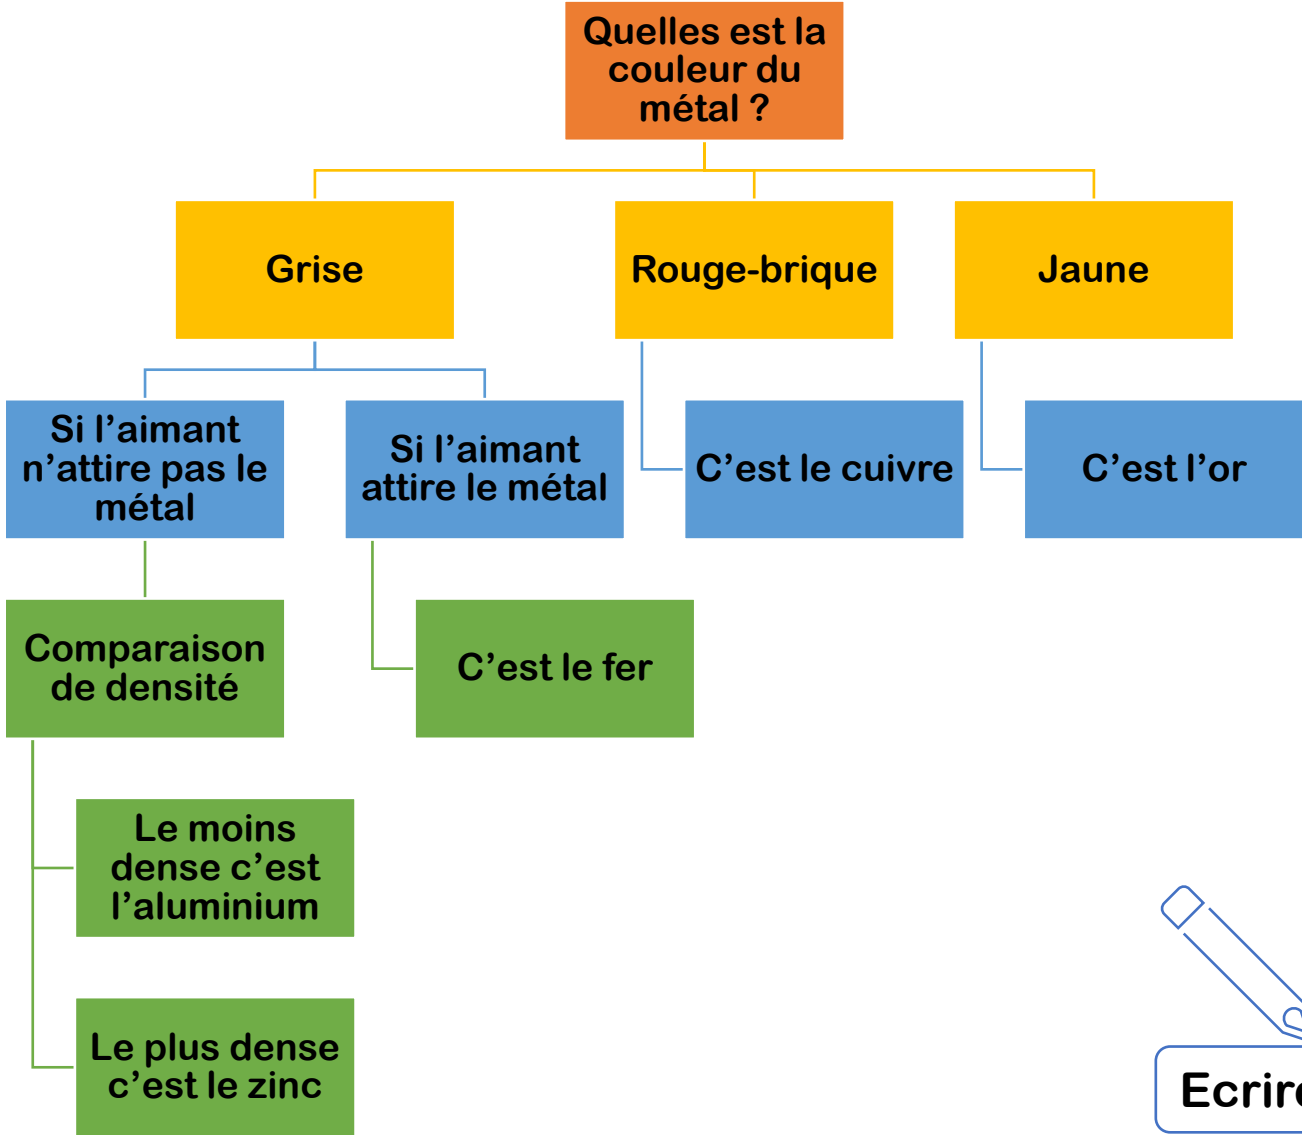 Quelles est la
couleur du
métal ?
Grise
Rouge-brique
Jaune
Si l’aimant
n’attire pas le
métal
Si l’aimant
attire le métal
C’est le cuivre
C’est l’or
Comparaison
de densité
C’est le fer
Le moins
dense c’est
l’aluminium
Le plus dense
c’est le zinc
Ecrire